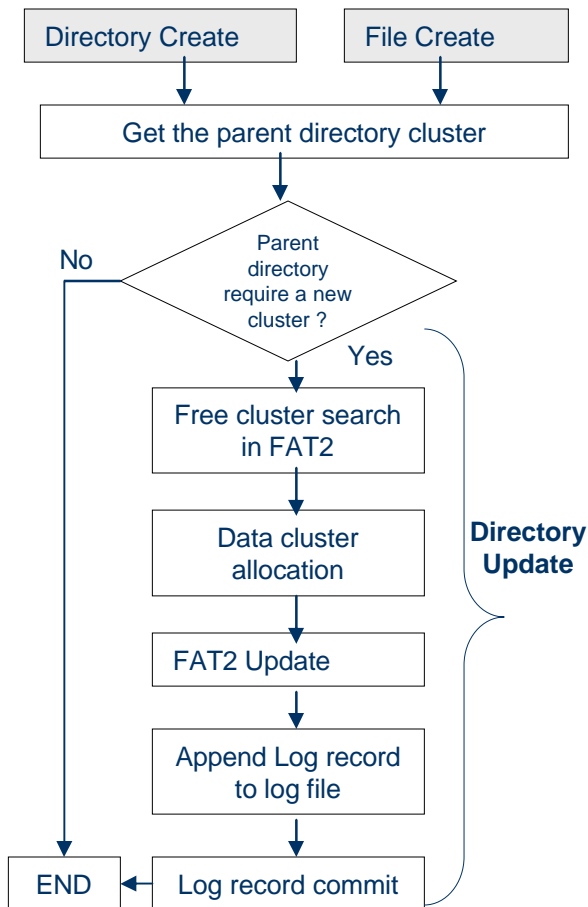 Directory Create
File Create
Get the parent directory cluster
Parent
directory
require a new
cluster ?
No
Yes
Free cluster search
in FAT2
Data cluster
allocation
Directory
Update
FAT2 Update
Append Log record
to log file
END
Log record commit